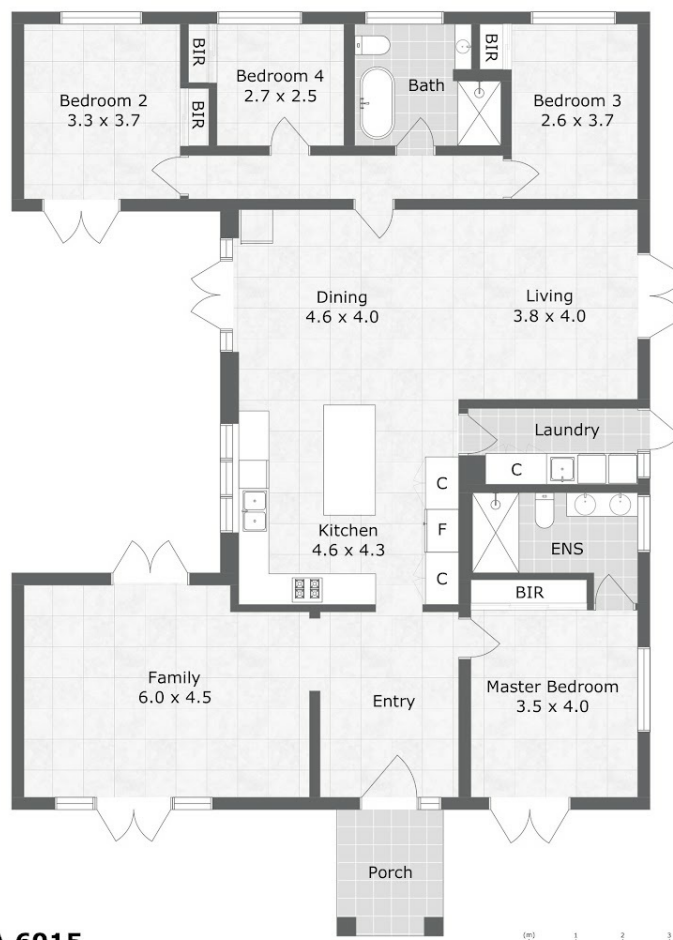 BIR
Bedroom 4
2.7 x 2.5
BIR
Bath
Bedroom 2
3.3 x 3.7
BIR
Bedroom 3
2.6 x 3.7
Dining
4.6 x 4.0
Living
3.8 x 4.0
Laundry
C
C
F
C
Kitchen
4.6 x 4.3
ENS
BIR
Family
6.0 x 4.5
Entry
Master Bedroom
3.5 x 4.0
Porch
6015
(m) 1 2 3